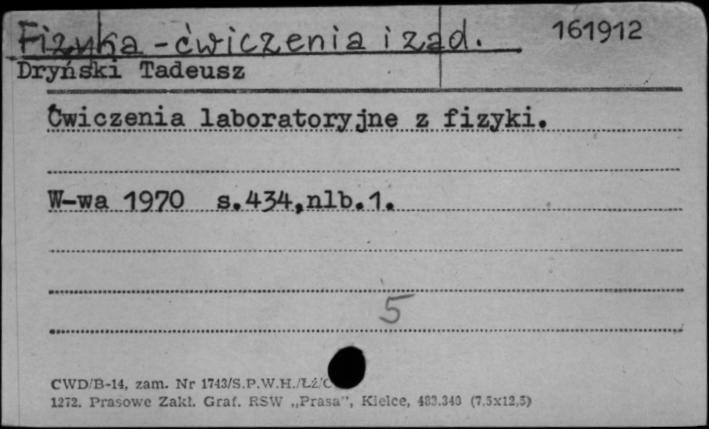 Fizyka - ćwiczenia i zad. 161912
Dryński Tadeusz
Ćwiczenia laboratoryjne z fizyki.
W-wa 1970 s.434,nlb.1.
5
CWD/B-14, zam. Nr 1743/S.P.W.H./ŁŹ/C
1272. Prasowe Zakł. Graf. RSW „Prasa”, Kielce, 483.340 (7,5x12,5)